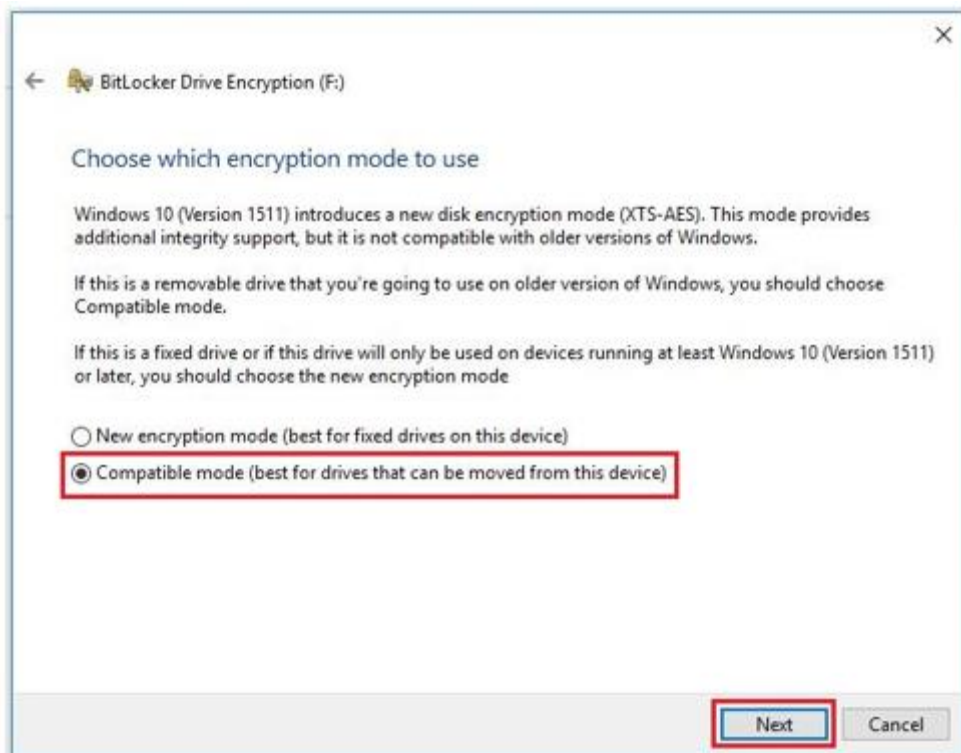 BitLocker Drive Encryption (F:)
Choose which encryption mode to use
Windows 10 (Version 1511) introduces a new disk encryption mode (XTS-AES). This mode provides
additional integrity support, but it is not compatible with older versions of Windows.
If this is a removable drive that you're going to use on older version of Windows, you should choose
Compatible mode.
If this is a fixed drive or if this drive will only be used on devices running at least Windows 10 (Version 1511)
or later, you should choose the new encryption mode
New encryption mode (best for fixed drives on this device)
Compatible mode (best for drives that can be moved from this device)
Next Cancel